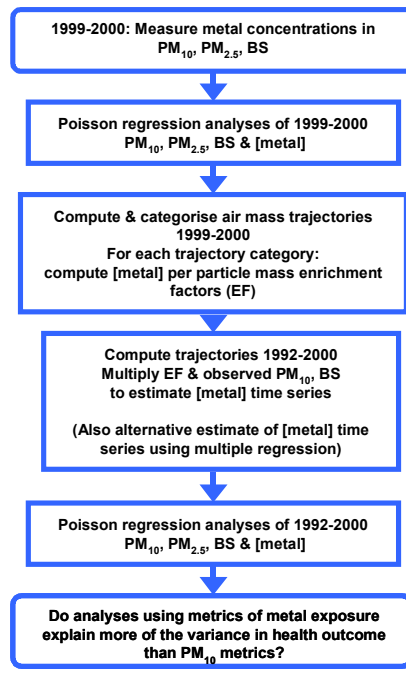 1999-2000: Measure metal concentrations in
PM10, PM2.5, BS
Poisson regression analyses of 1999-2000
PM10, PM2.5, BS & [metal]
Compute & categorise air mass trajectories
1999-2000
For each trajectory category:
compute [metal] per particle mass enrichment
factors (EF)
Compute trajectories 1992-2000
Multiply EF & observed PM10, BS
to estimate [metal] time series
(Also alternative estimate of [metal] time
series using multiple regression)
Poisson regression analyses of 1992-2000
PM10, PM2.5, BS & [metal]
Do analyses using metrics of metal exposure
explain more of the variance in health outcome
than PM10 metrics?